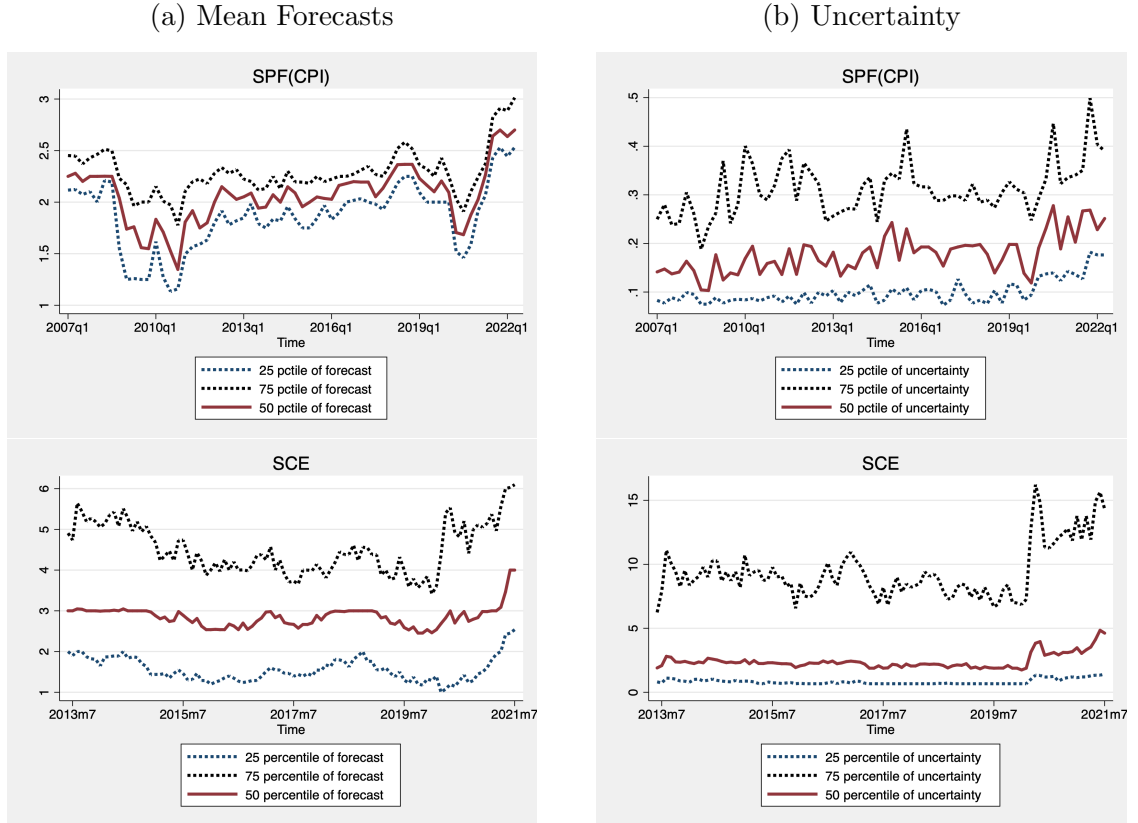 (a) Mean Forecasts
(b) Uncertainty
SPF(CPI)
3
2.5
2
1.5
1
2007q1 2010q1 2013q1 2016q1 2019q1 2022q1
Time
25 pctile of forecast
75 pctile of forecast
50 pctile of forecast
SPF(CPI)
.5
.4
.3
.2
.1
2007q1 2010q1 2013q1 2016q1 2019q1 2022q1
Time
25 pctile of uncertainty
75 pctile of uncertainty
50 pctile of uncertainty
SCE
6
5
4
3
2
1
2013m7 2015m7 2017m7 2019m7 2021m7
Time
25 percentile of forecast
75 percentile of forecast
50 percentile of forecast
SCE
15
10
5
0
2013m7 2015m7 2017m7 2019m7 2021m7
Time
25 percentile of uncertainty
75 percentile of uncertainty
50 percentile of uncertainty